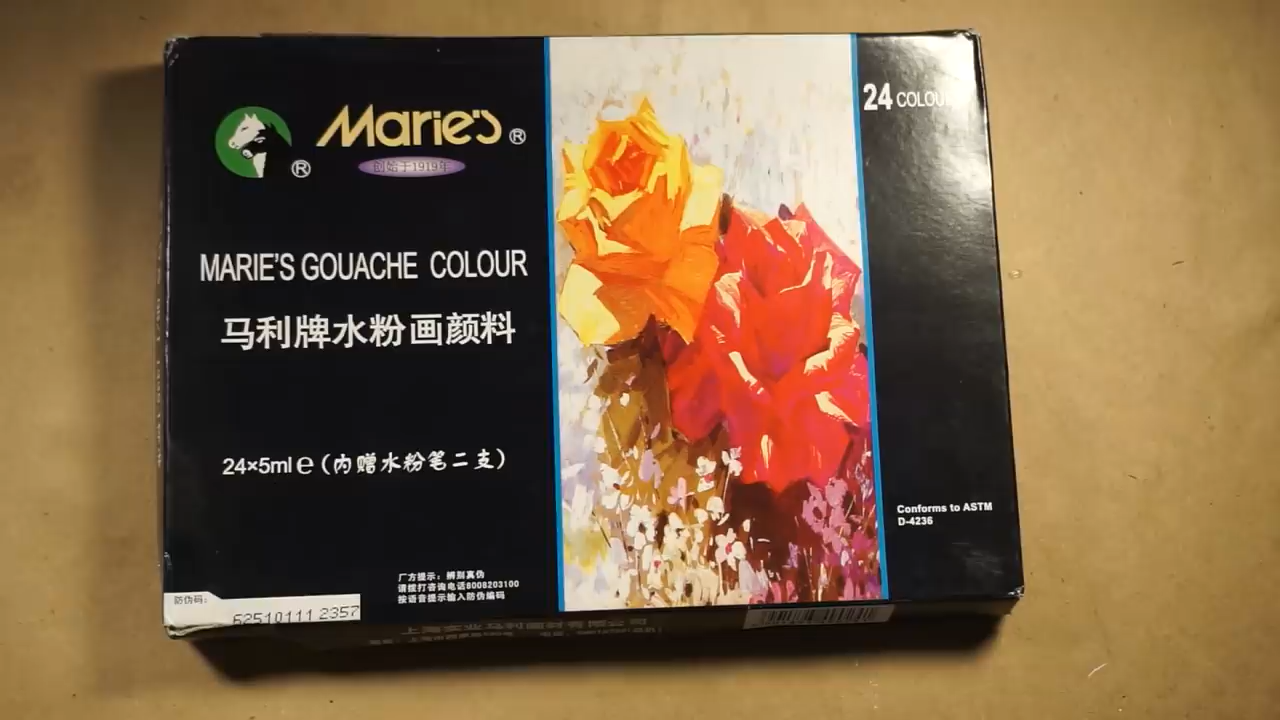 Marie's ®
®
创始于1919年
24 COLOU
MARIE'S GOUACHE COLOUR
马利牌水粉画颜料
24×5ml℮(内赠水粉笔二支)
Conforms to ASTM
D-4236
厂方提示：辨别真伪
请拨打咨询电话8008203100
按语音提示输入防伪编码
防伪码：
62510111 2357